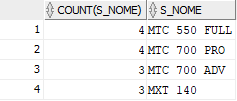 COUNT(S_NOME) S_NOME
1 4 MTC 550 FULL
2 4 MTC 700 PRO
3 3 MTC 700 ADV
4 3 MXT 140